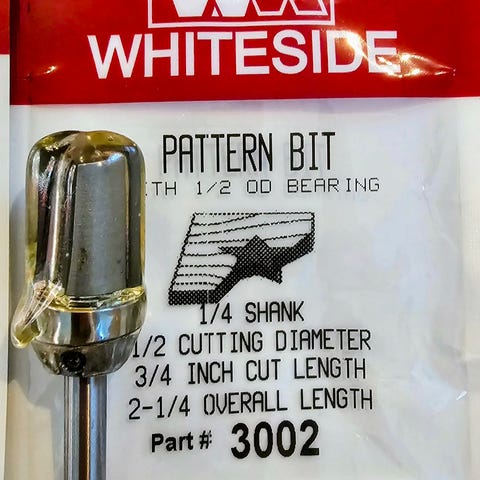 WHITESIDE
PATTERN BIT
1/2 OD BEARING
1/4 SHANK
1/2 CUTTING DIAMETER
3/4 INCH CUT LENGTH
2-1/4 OVERALL LENGTH
Part # 3002